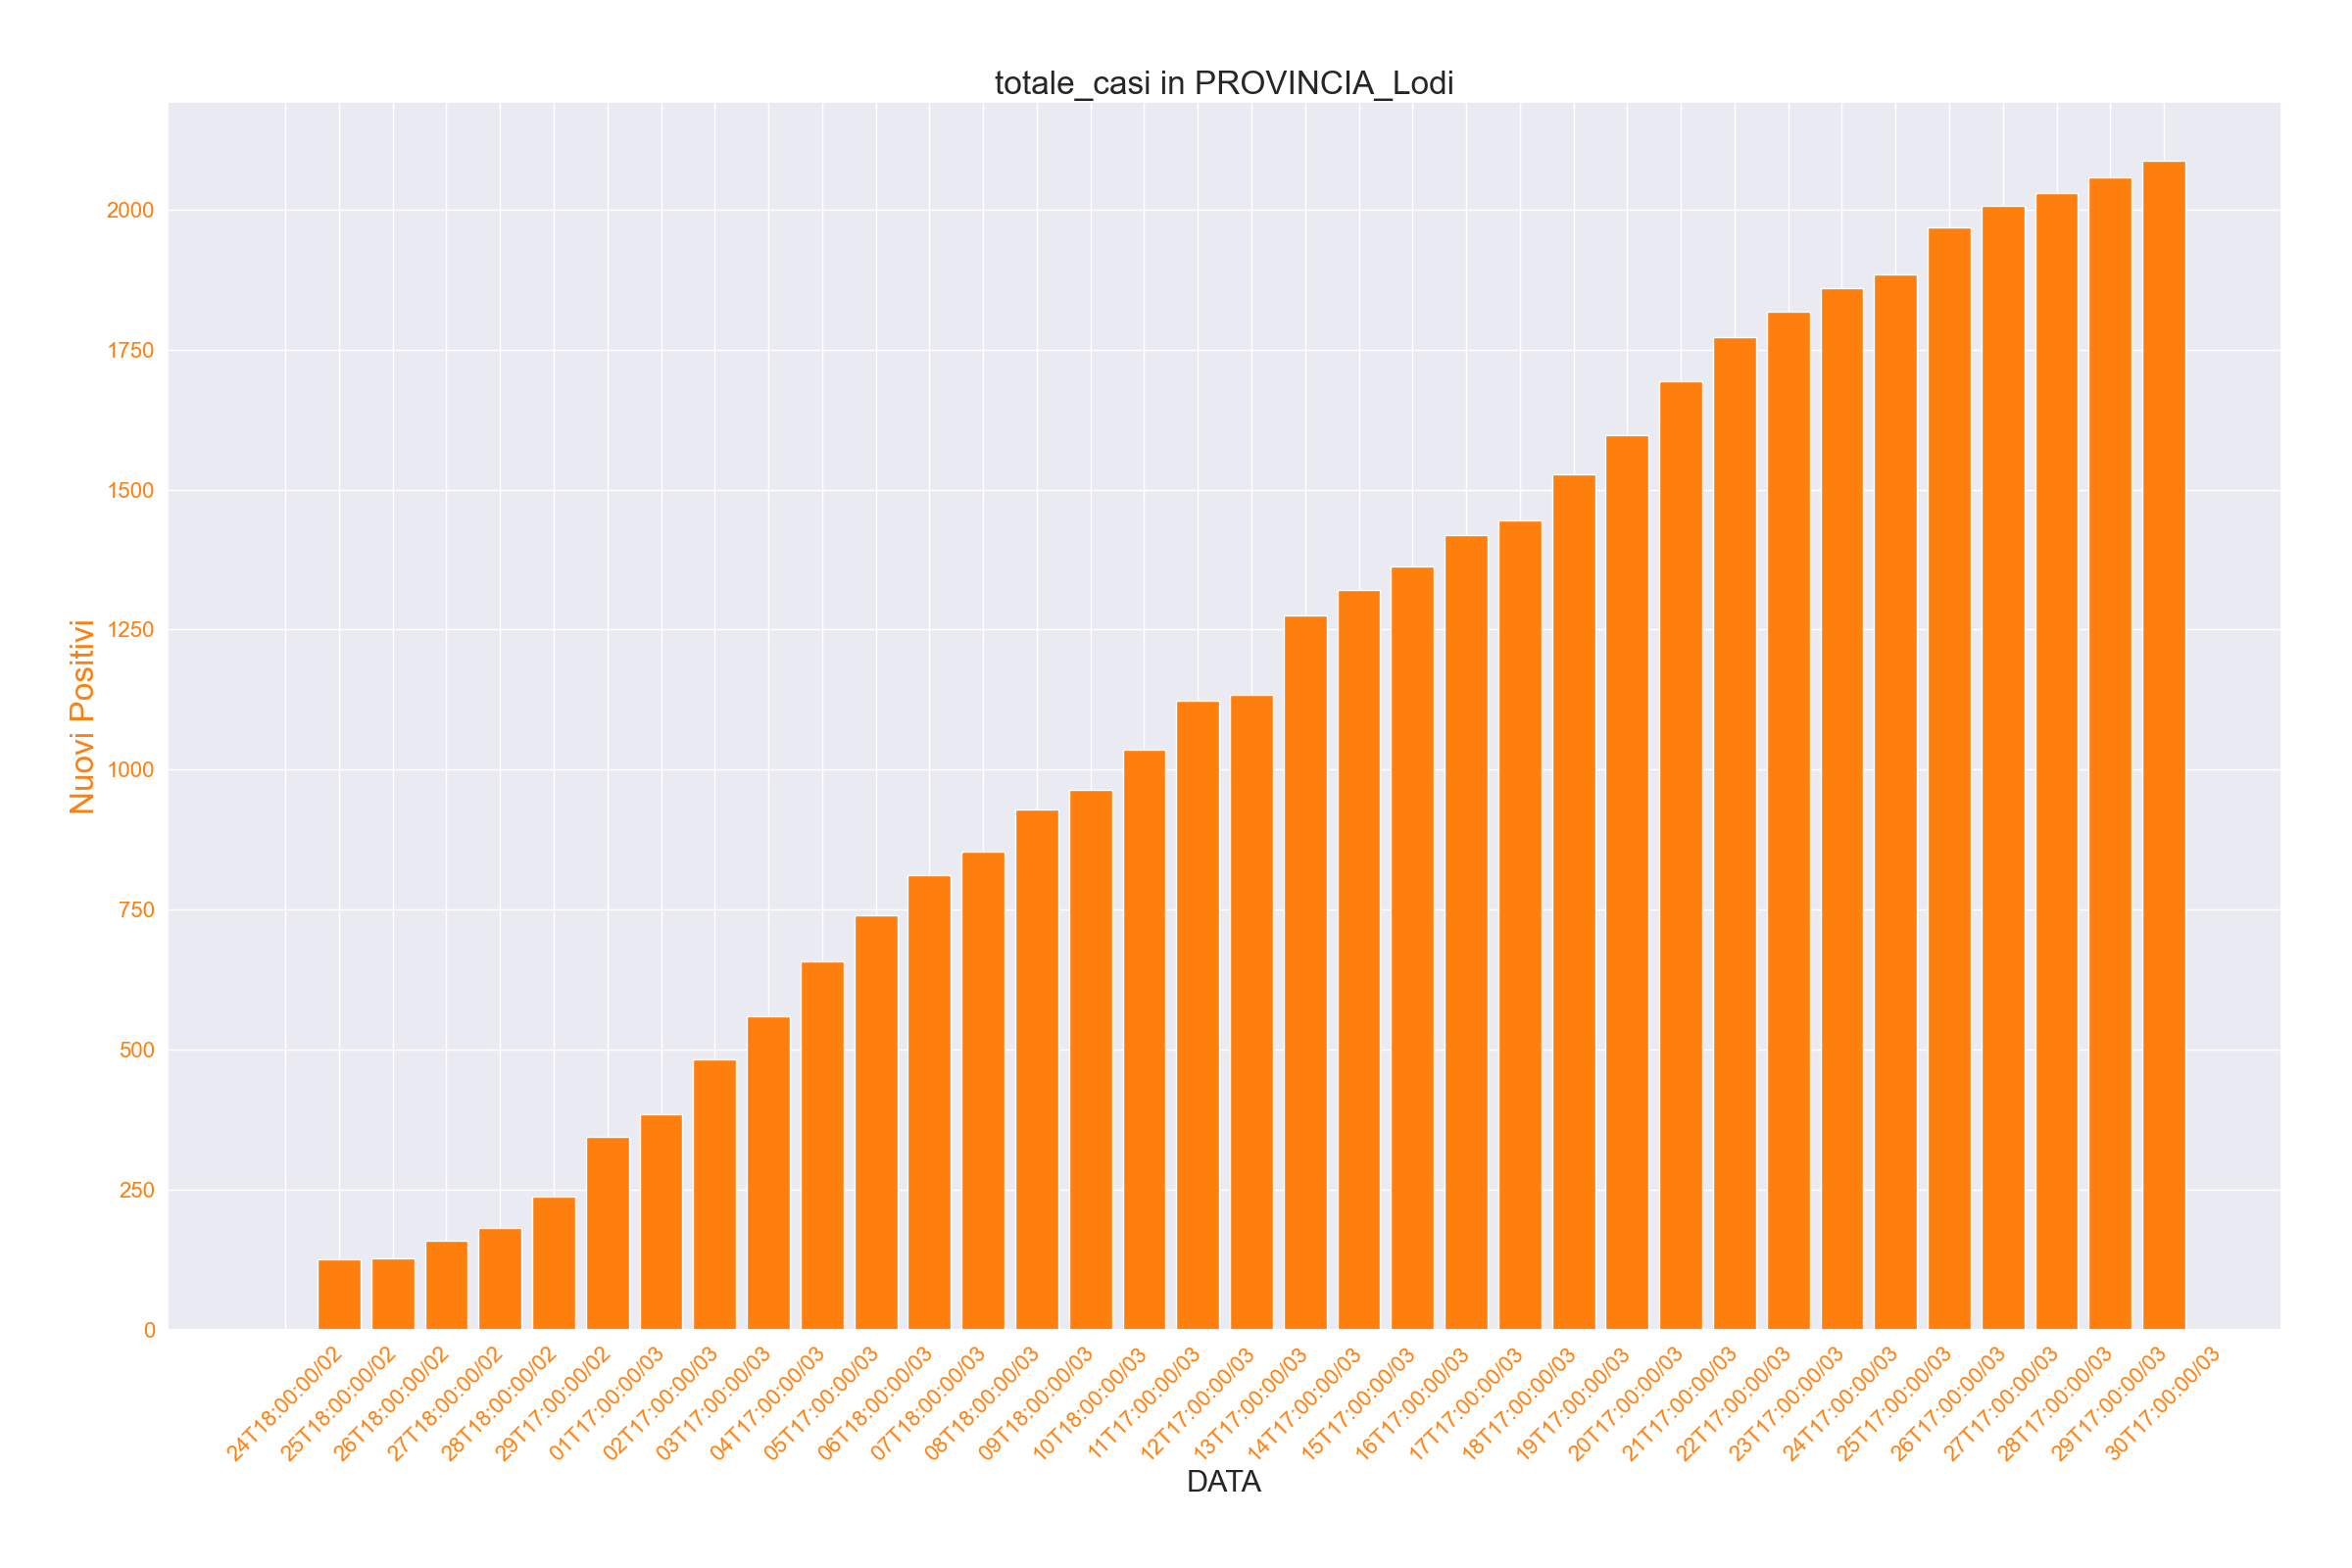 totale_casi in PROVINCIA_Lodi
Nuovi Positivi
2000
1750
1500
1250
1000
750
500
250
0
24T18:00:00/02
25T18:00:00/02
26T18:00:00/02
27T18:00:00/02
28T18:00:00/02
29T17:00:00/02
01T17:00:00/03
02T17:00:00/03
03T17:00:00/03
04T17:00:00/03
05T17:00:00/03
06T18:00:00/03
07T18:00:00/03
08T18:00:00/03
09T18:00:00/03
10T18:00:00/03
11T17:00:00/03
12T17:00:00/03
13T17:00:00/03
14T17:00:00/03
15T17:00:00/03
16T17:00:00/03
17T17:00:00/03
18T17:00:00/03
19T17:00:00/03
20T17:00:00/03
21T17:00:00/03
22T17:00:00/03
23T17:00:00/03
24T17:00:00/03
25T17:00:00/03
26T17:00:00/03
27T17:00:00/03
28T17:00:00/03
29T17:00:00/03
30T17:00:00/03
DATA